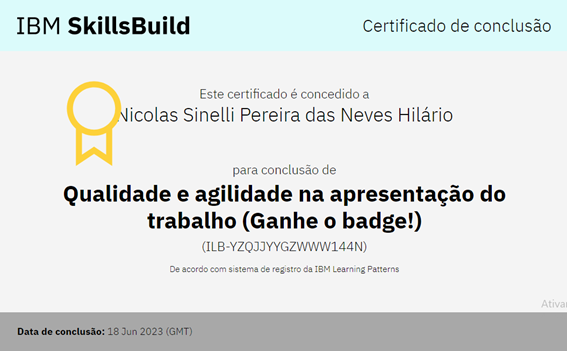 IBM SkillsBuild
Certificado de conclusão
Este certificado é concedido a
Nicolas Sinelli Pereira das Neves Hilário
para conclusão de
Qualidade e agilidade na apresentação do
trabalho (Ganhe o badge!)
(ILB-YZQJJYYGZWWW144N)
De acordo com sistema de registro da IBM Learning Patterns
Data de conclusão: 18 Jun 2023 (GMT)